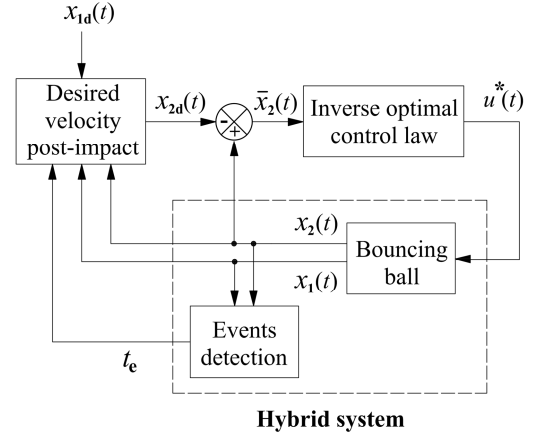 x1d(t)
Desired
velocity
post-impact
x2d(t)
-
+
x̄2(t)
Inverse optimal
control law
u*(t)
x2(t)
x1(t)
Bouncing
ball
Events
detection
te
Hybrid system